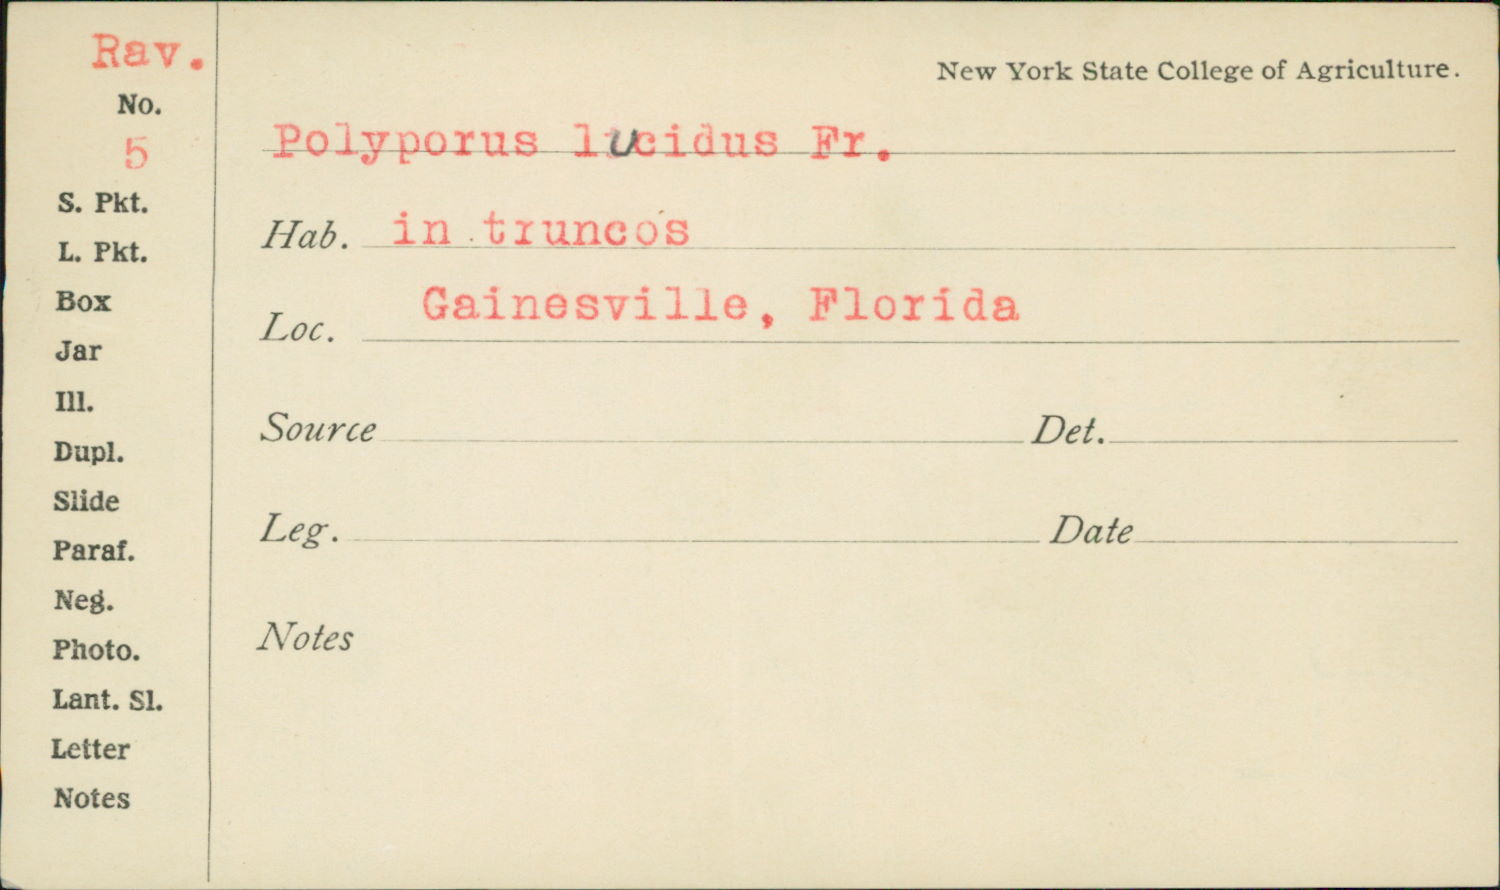 Rav.
No.
5
S. Pkt.
L. Pkt.
Box
Jar
Ill.
Dupl.
Slide
Paraf.
Neg.
Photo.
Lant. Sl.
Letter
Notes
New York State College of Agriculture.
Polyporus lucidus Fr.
Hab. in truncos
Loc. Gainesville, Florida
Source Det.
Leg. Date
Notes